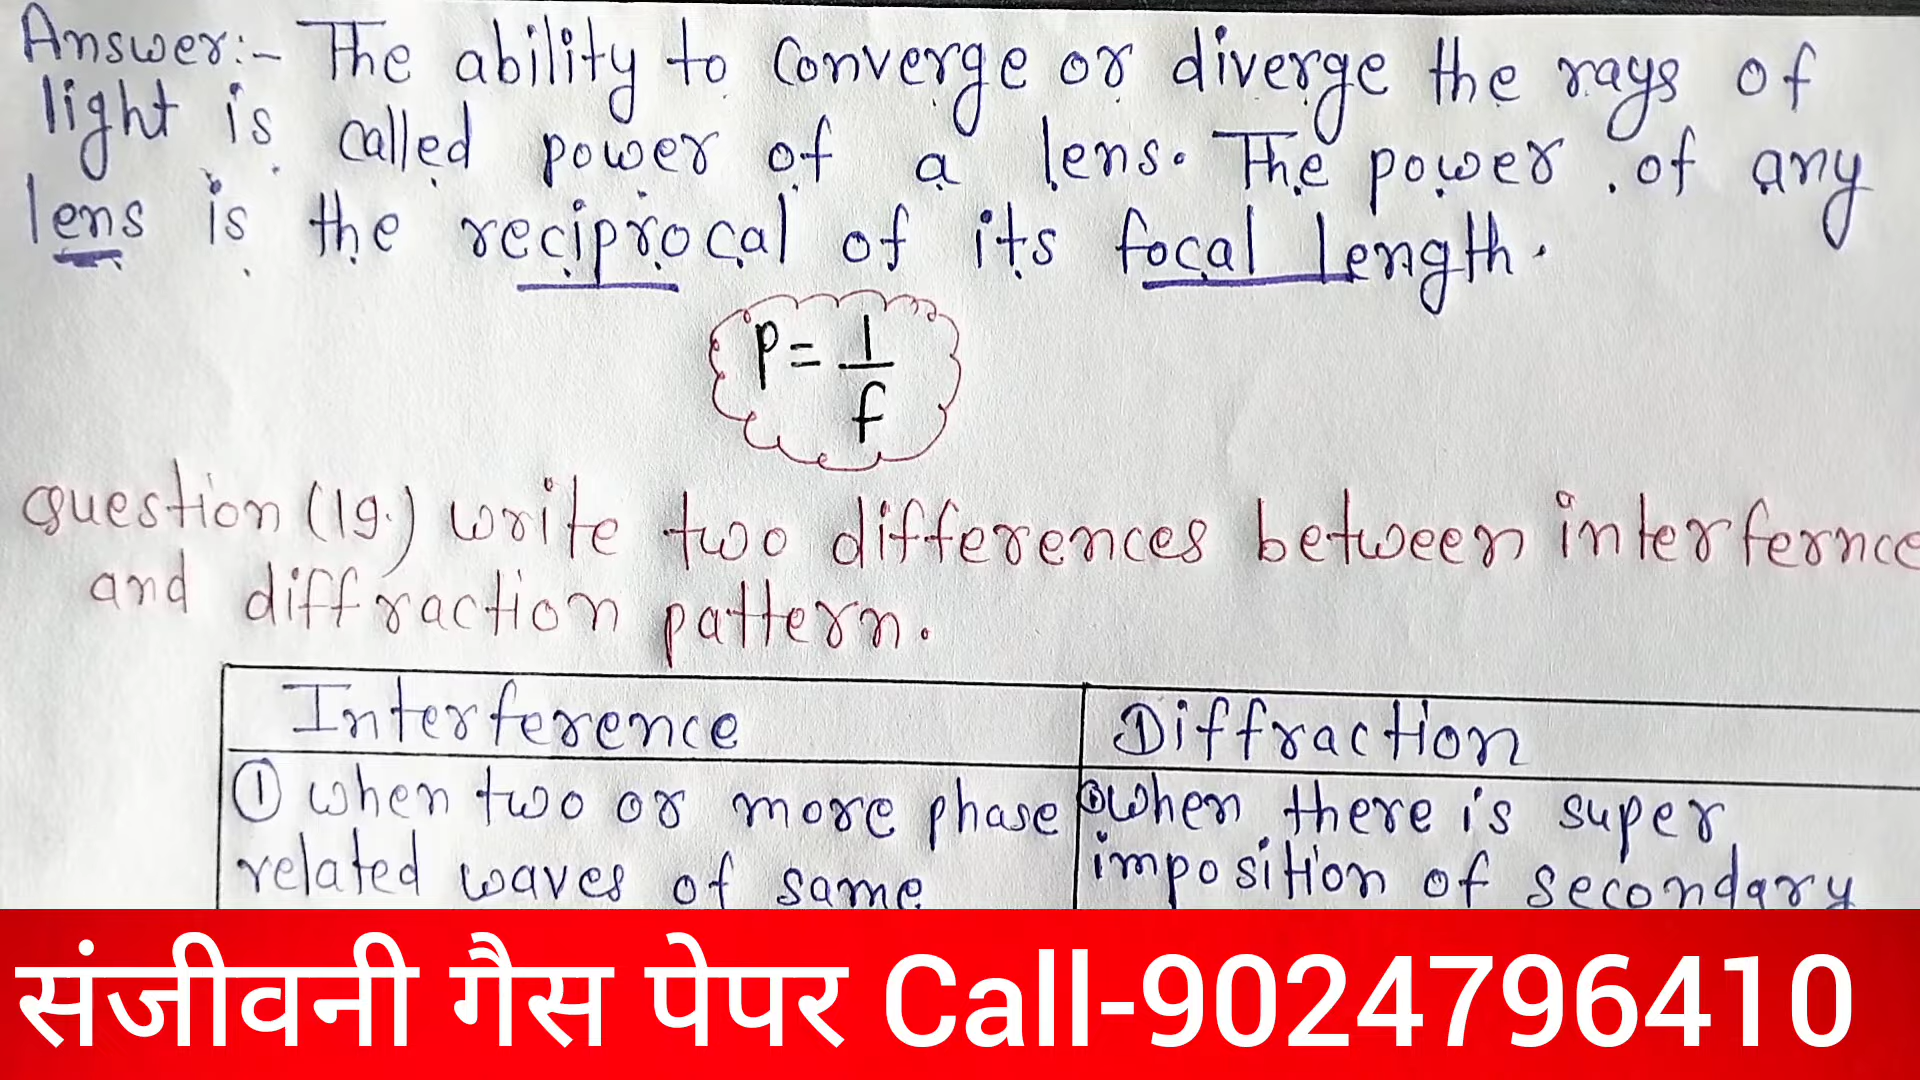 Answer:- The ability to converge or diverge the rays of
light is called power of a lens. The power of any
lens is the reciprocal of its focal length.
P = 1/f
question (19.) write two differences between interfernce
and diffraction pattern.
Interference Diffraction
① when two or more phase ① when there is super
related waves of same imposition of secondary
संजीवनी गैस पेपर Call-9024796410